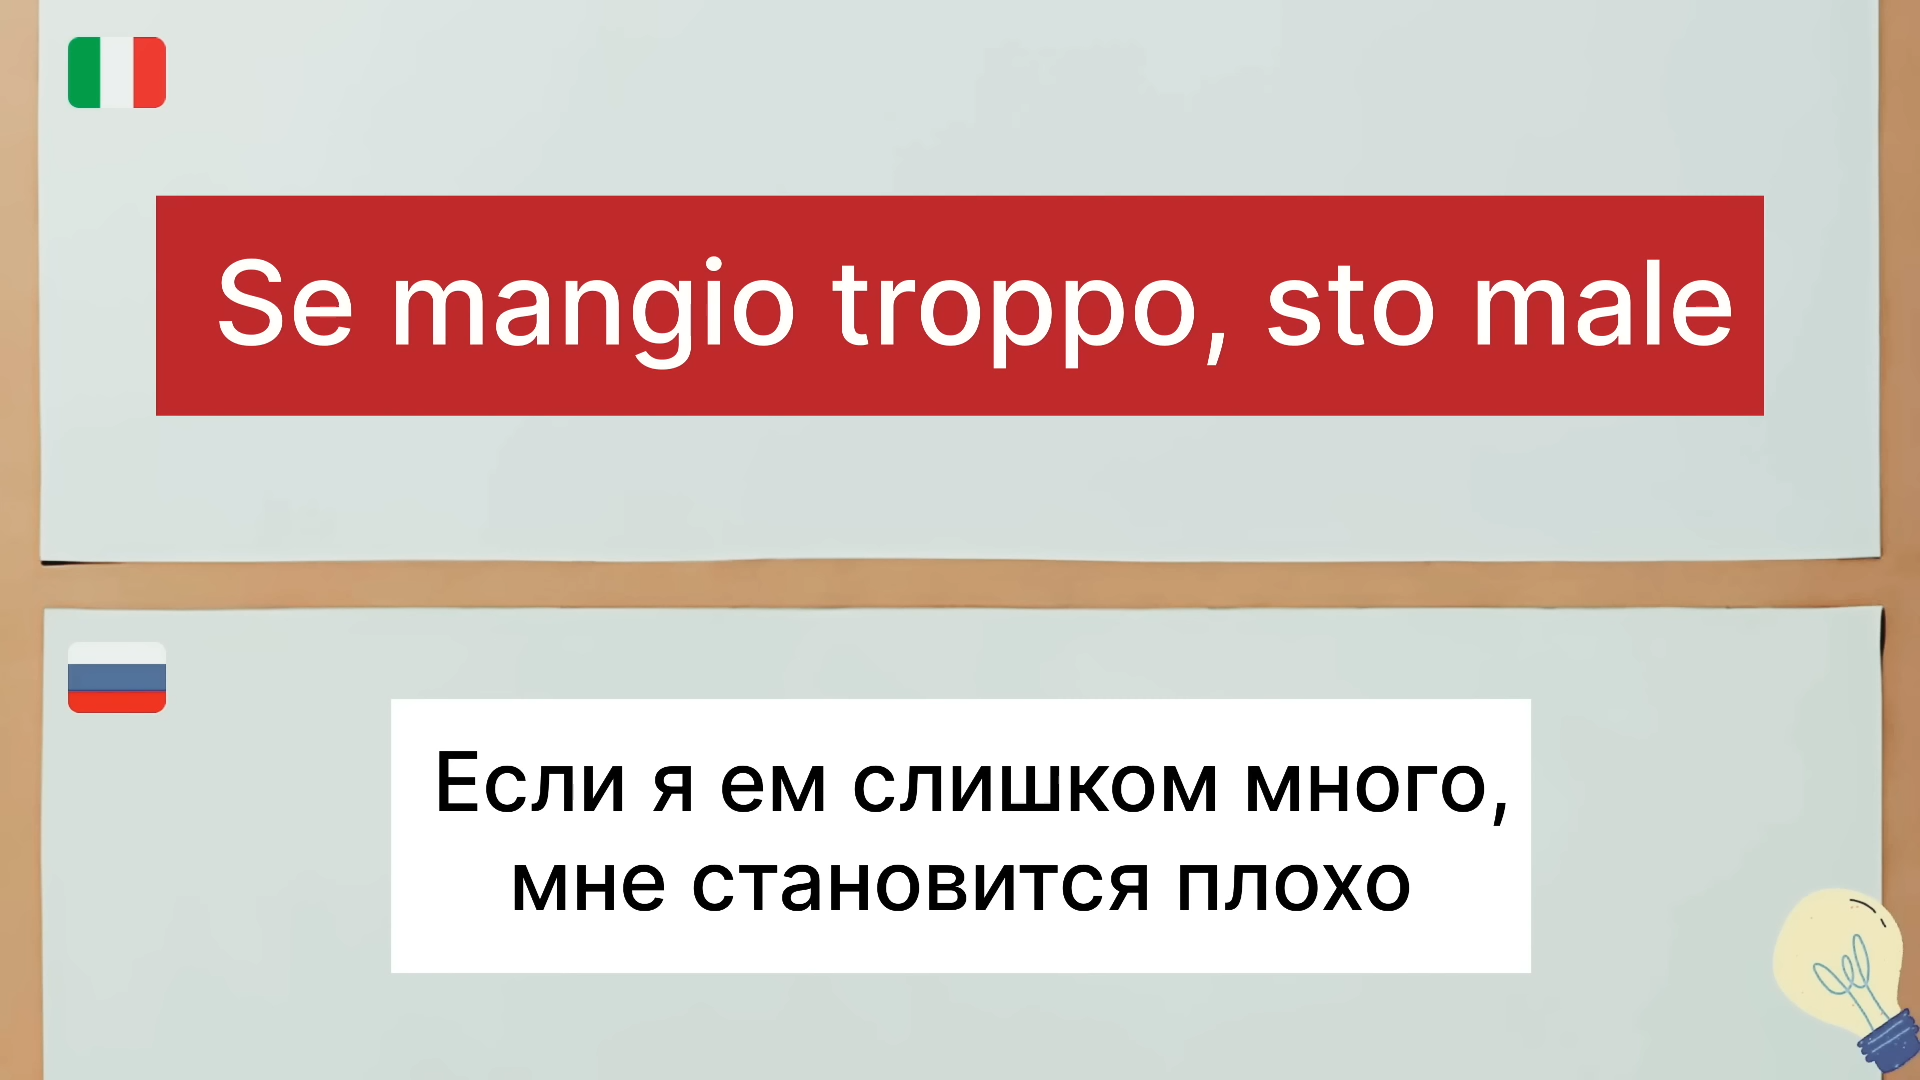 Se mangio troppo, sto male
Если я ем слишком много,
мне становится плохо